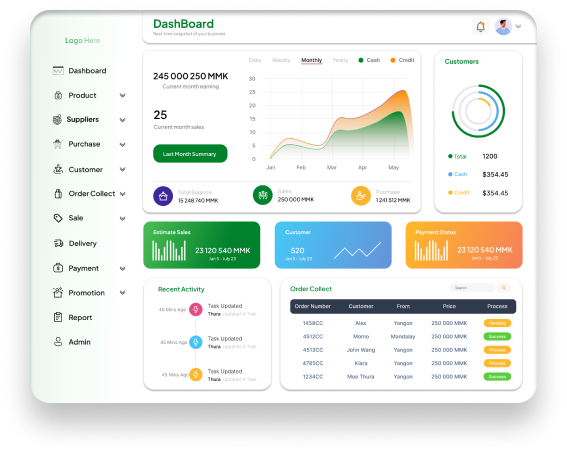 Logo Here
Dashboard
Product
Suppliers
Purchase
Customer
Order Collect
Sale
Delivery
Payment
Promotion
Report
Admin
DashBoard
Real-time snapshot of your business
245 000 250 MMK
Current month earning
25
Current month sales
Last Month Summary
Daily Weekly Monthly Yearly Cash Credit
30
25
20
15
10
5
0
Jan Feb Mar Apr May
Total Balance
15 248 740 MMK
Sales
250 000 MMK
Purchase
1 241 512 MMK
Customers
Total 1200
Cash $354.45
Credit $354.45
Estimate Sales
23 120 540 MMK
Jan 5 - July 23
Customer
520
Jan 5 - July 23
Payment Status
23 120 540 MMK
Jan 5 - July 23
Recent Activity
45 Mins Ago
Task Updated
Thura Updated A Task
45 Mins Ago
Task Updated
Thura Updated A Task
45 Mins Ago
Task Updated
Thura Updated A Task
Order Collect
Search
Order Number Customer From Price Process
1458CC Alex Yangon 250 000 MMK Pending
4512CC Momo Mandalay 250 000 MMK Success
4513CC John Wang Yangon 250 000 MMK Process
4785CC Kiara Yangon 250 000 MMK Process
1234CC Moo Thura Yangon 250 000 MMK Success